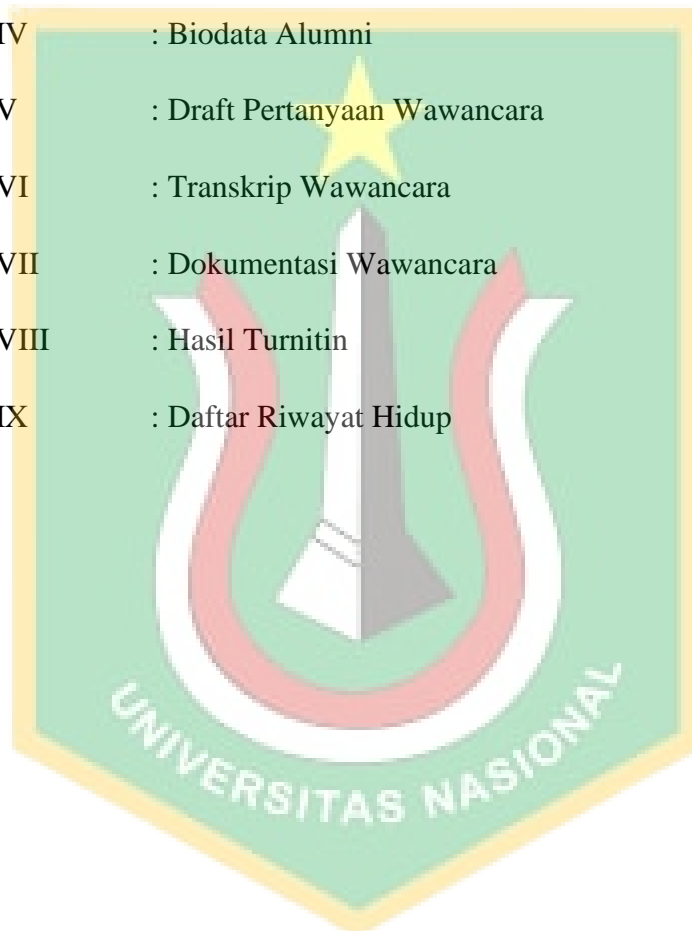 IV : Biodata Alumni
V : Draft Pertanyaan Wawancara
VI : Transkrip Wawancara
VII : Dokumentasi Wawancara
VIII : Hasil Turnitin
IX : Daftar Riwayat Hidup
UNIVERSITAS NASIONAL